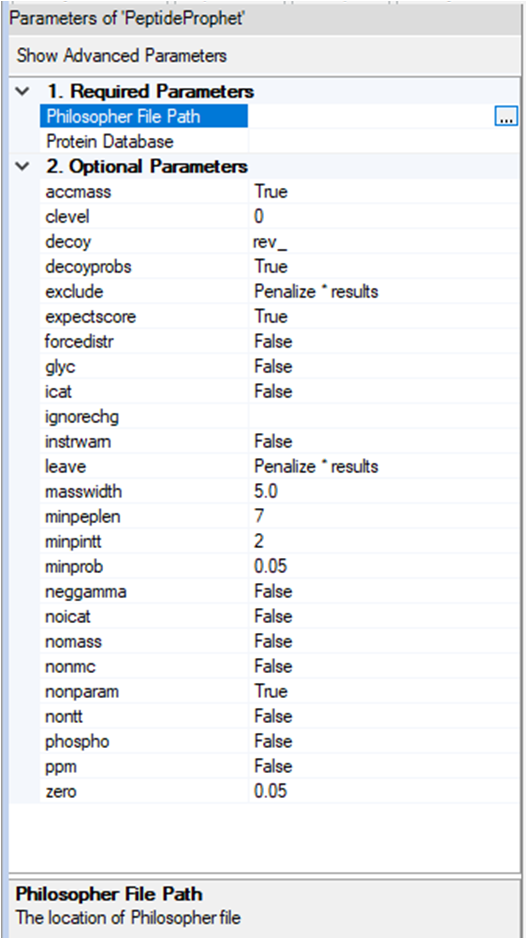 Parameters of 'PeptideProphet'
Show Advanced Parameters
1. Required Parameters
Philosopher File Path ...
Protein Database
2. Optional Parameters
accmass True
clevel 0
decoy rev_
decoyprobs True
exclude Penalize * results
expectscore True
forcedistr False
glyc False
icat False
ignorechg
instrwarn False
leave Penalize * results
masswidth 5.0
minpeplen 7
minpintt 2
minprob 0.05
neggamma False
noicat False
nomass False
nonmc False
nonparam True
nontt False
phospho False
ppm False
zero 0.05
Philosopher File Path
The location of Philosopher file